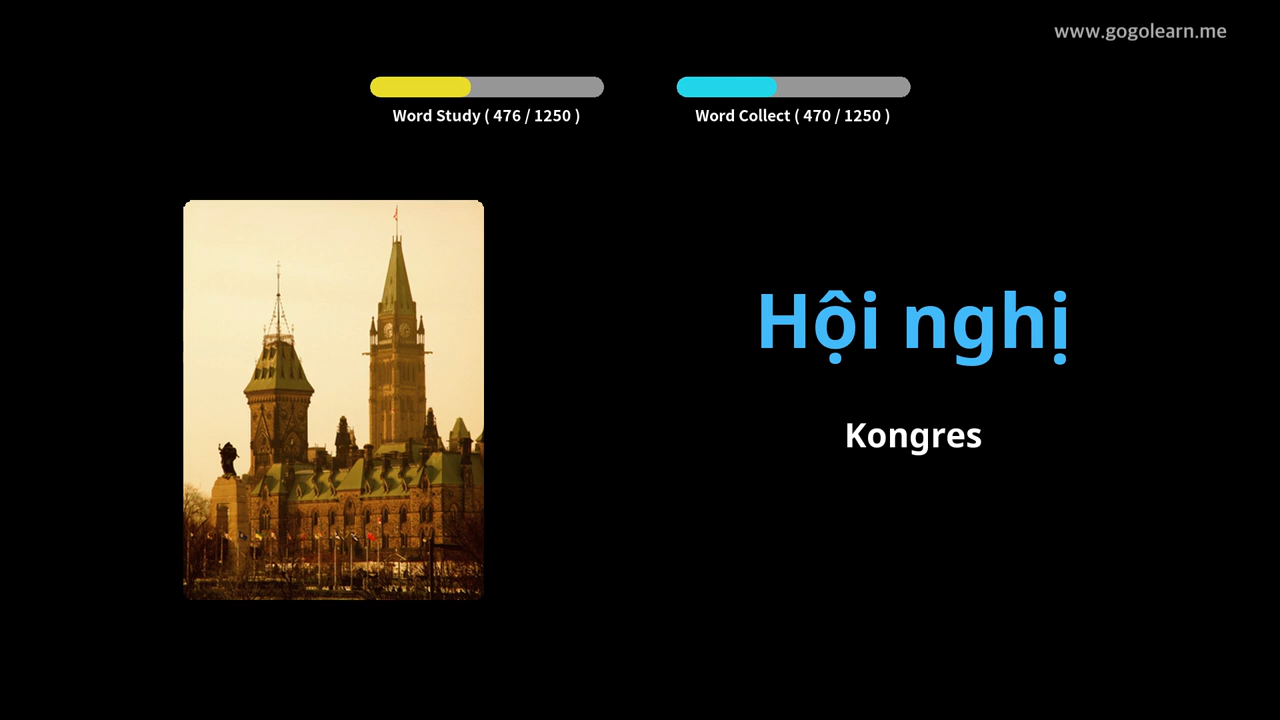 www.gogolearn.me
Word Study ( 476 / 1250 )
Word Collect ( 470 / 1250 )
Hội nghị
Kongres